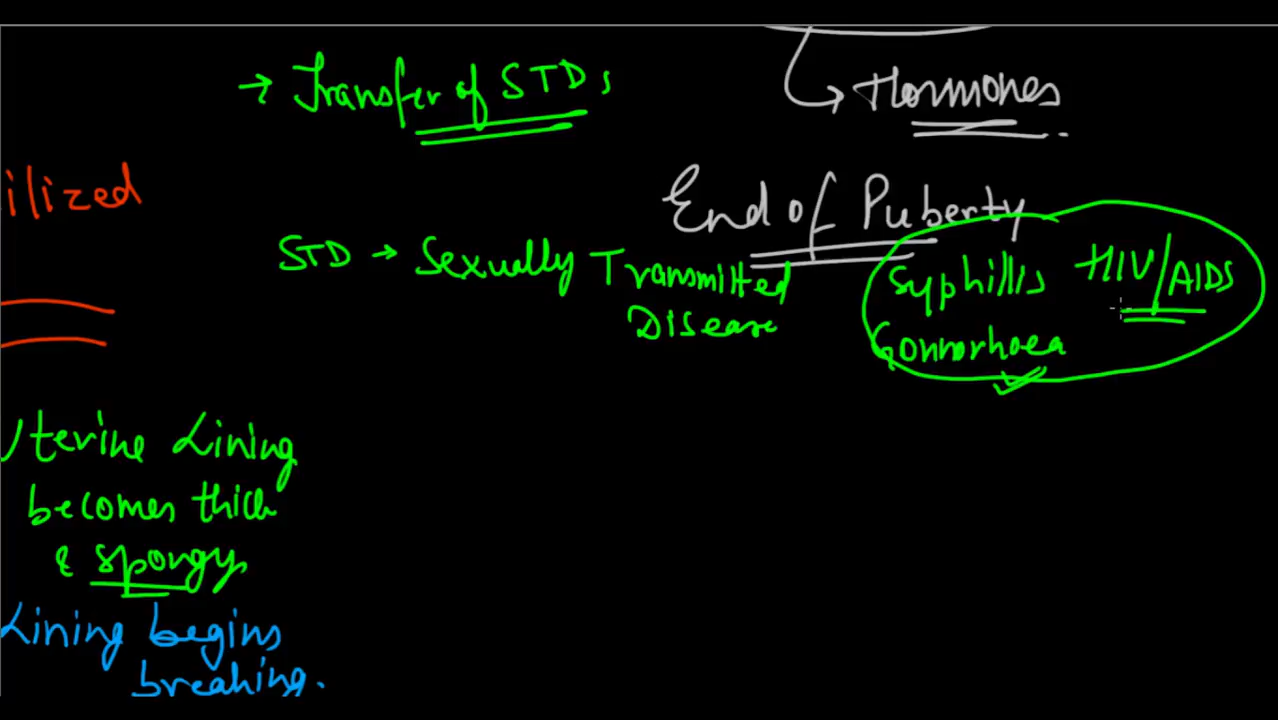 → Transfer of STDs
→ Hormones
ilized
End of Puberty
STD → Sexually Transmitted
Disease
Syphillis HIV/AIDS
Gonnorhoea
Uterine Lining
becomes thick
& spongy
Lining begins
breaking.